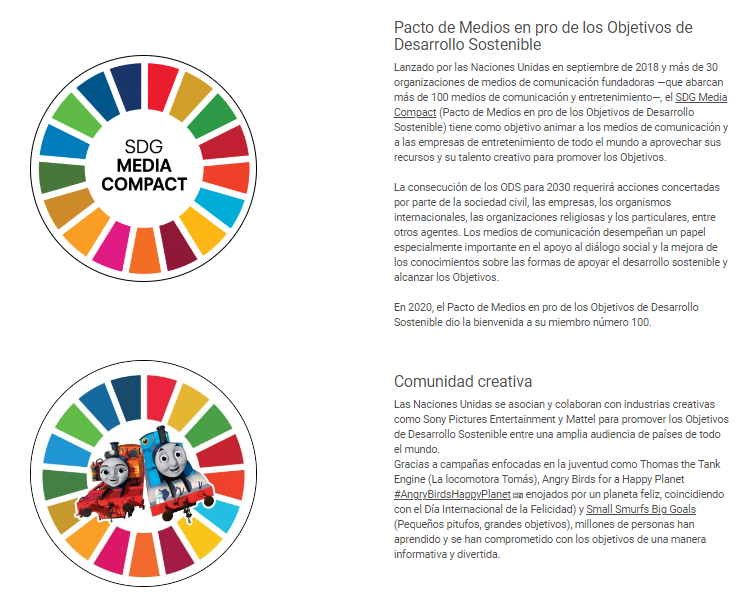 SDG
MEDIA
COMPACT
Pacto de Medios en pro de los Objetivos de
Desarrollo Sostenible
Lanzado por las Naciones Unidas en septiembre de 2018 y más de 30
organizaciones de medios de comunicación fundadoras —que abarcan
más de 100 medios de comunicación y entretenimiento—, el SDG Media
Compact (Pacto de Medios en pro de los Objetivos de Desarrollo
Sostenible) tiene como objetivo animar a los medios de comunicación y
a las empresas de entretenimiento de todo el mundo a aprovechar sus
recursos y su talento creativo para promover los Objetivos.
La consecución de los ODS para 2030 requerirá acciones concertadas
por parte de la sociedad civil, las empresas, los organismos
internacionales, las organizaciones religiosos y los particulares, entre
otros agentes. Los medios de comunicación desempeñan un papel
especialmente importante en el apoyo al diálogo social y la mejora de
los conocimientos sobre las formas de apoyar el desarrollo sostenible y
alcanzar los Objetivos.
En 2020, el Pacto de Medios en pro de los Objetivos de Desarrollo
Sostenible dio la bienvenida a su miembro número 100.
Comunidad creativa
Las Naciones Unidas se asocian y colaboran con industrias creativas
como Sony Pictures Entertainment y Mattel para promover los Objetivos
de Desarrollo Sostenible entre una amplia audiencia de países de todo
el mundo.
Gracias a campañas enfocadas en la juventud como Thomas the Tank
Engine (La locomotora Tomás), Angry Birds for a Happy Planet
#AngryBirdsHappyPlanet enojados por un planeta feliz, coincidiendo
con el Día Internacional de la Felicidad) y Small Smurfs Big Goals
(Pequeños pitufos, grandes objetivos), millones de personas han
aprendido y se han comprometido con los objetivos de una manera
informativa y divertida.